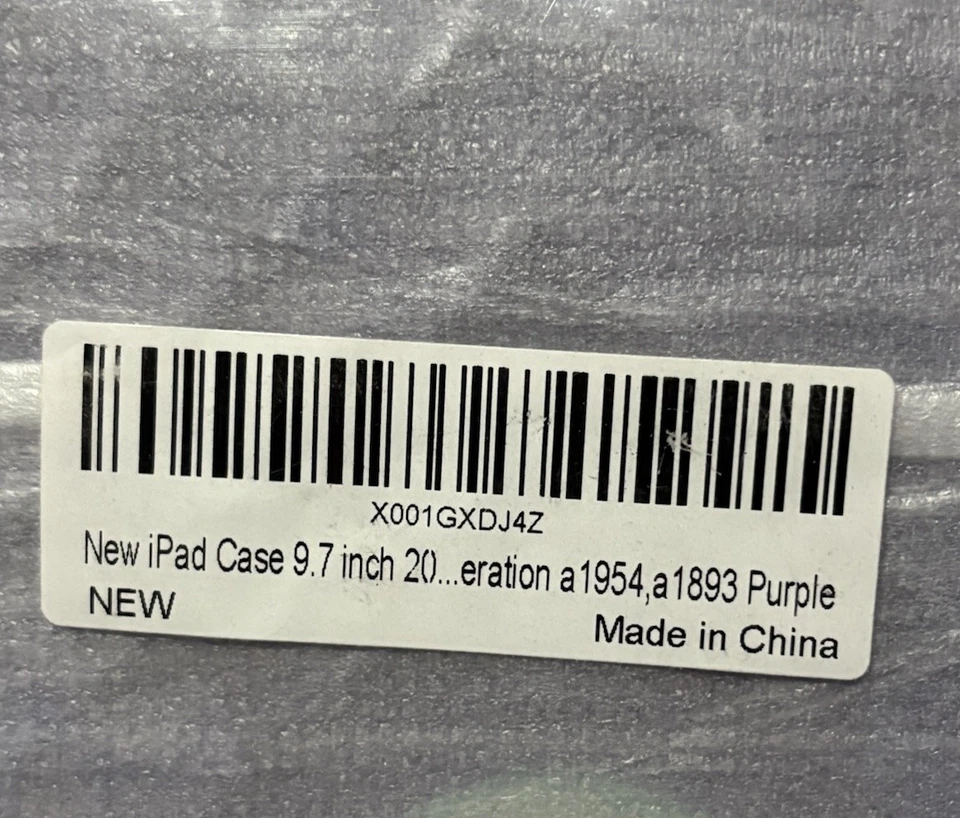 X001GXDJ4Z
New iPad Case 9.7 inch 20...eration a1954,a1893 Purple
NEW
Made in China